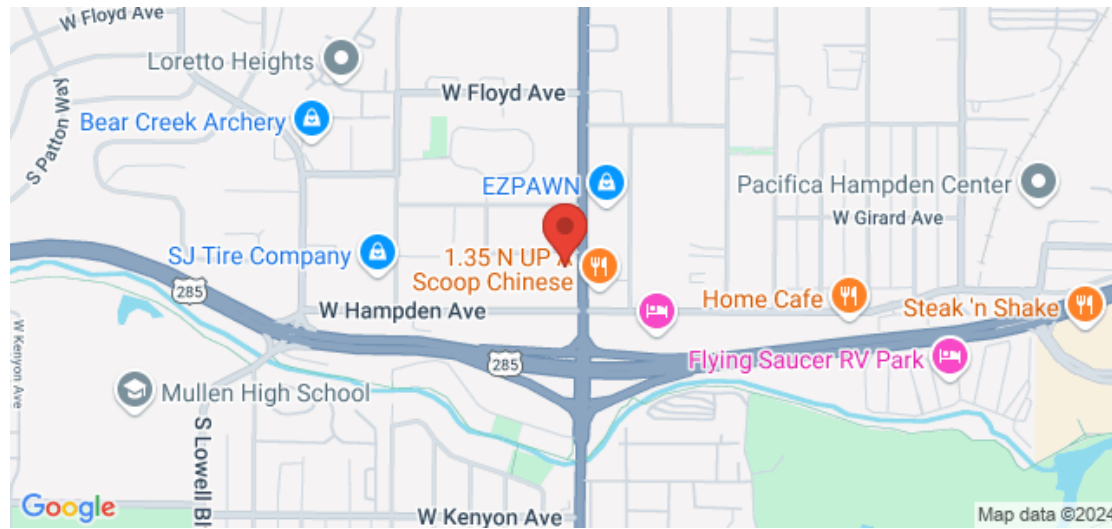 W Floyd Ave
Loretto Heights
W Floyd Ave
Bear Creek Archery
S Patton Way
EZPAWN
Pacifica Hampden Center
W Girard Ave
SJ Tire Company
1.35 N UP A
Scoop Chinese
285
W Hampden Ave
Home Cafe
Steak 'n Shake
285
Flying Saucer RV Park
W Kenyon Ave
Mullen High School
S Lowell Bl
W Kenyon Ave
Google
Map data ©2024